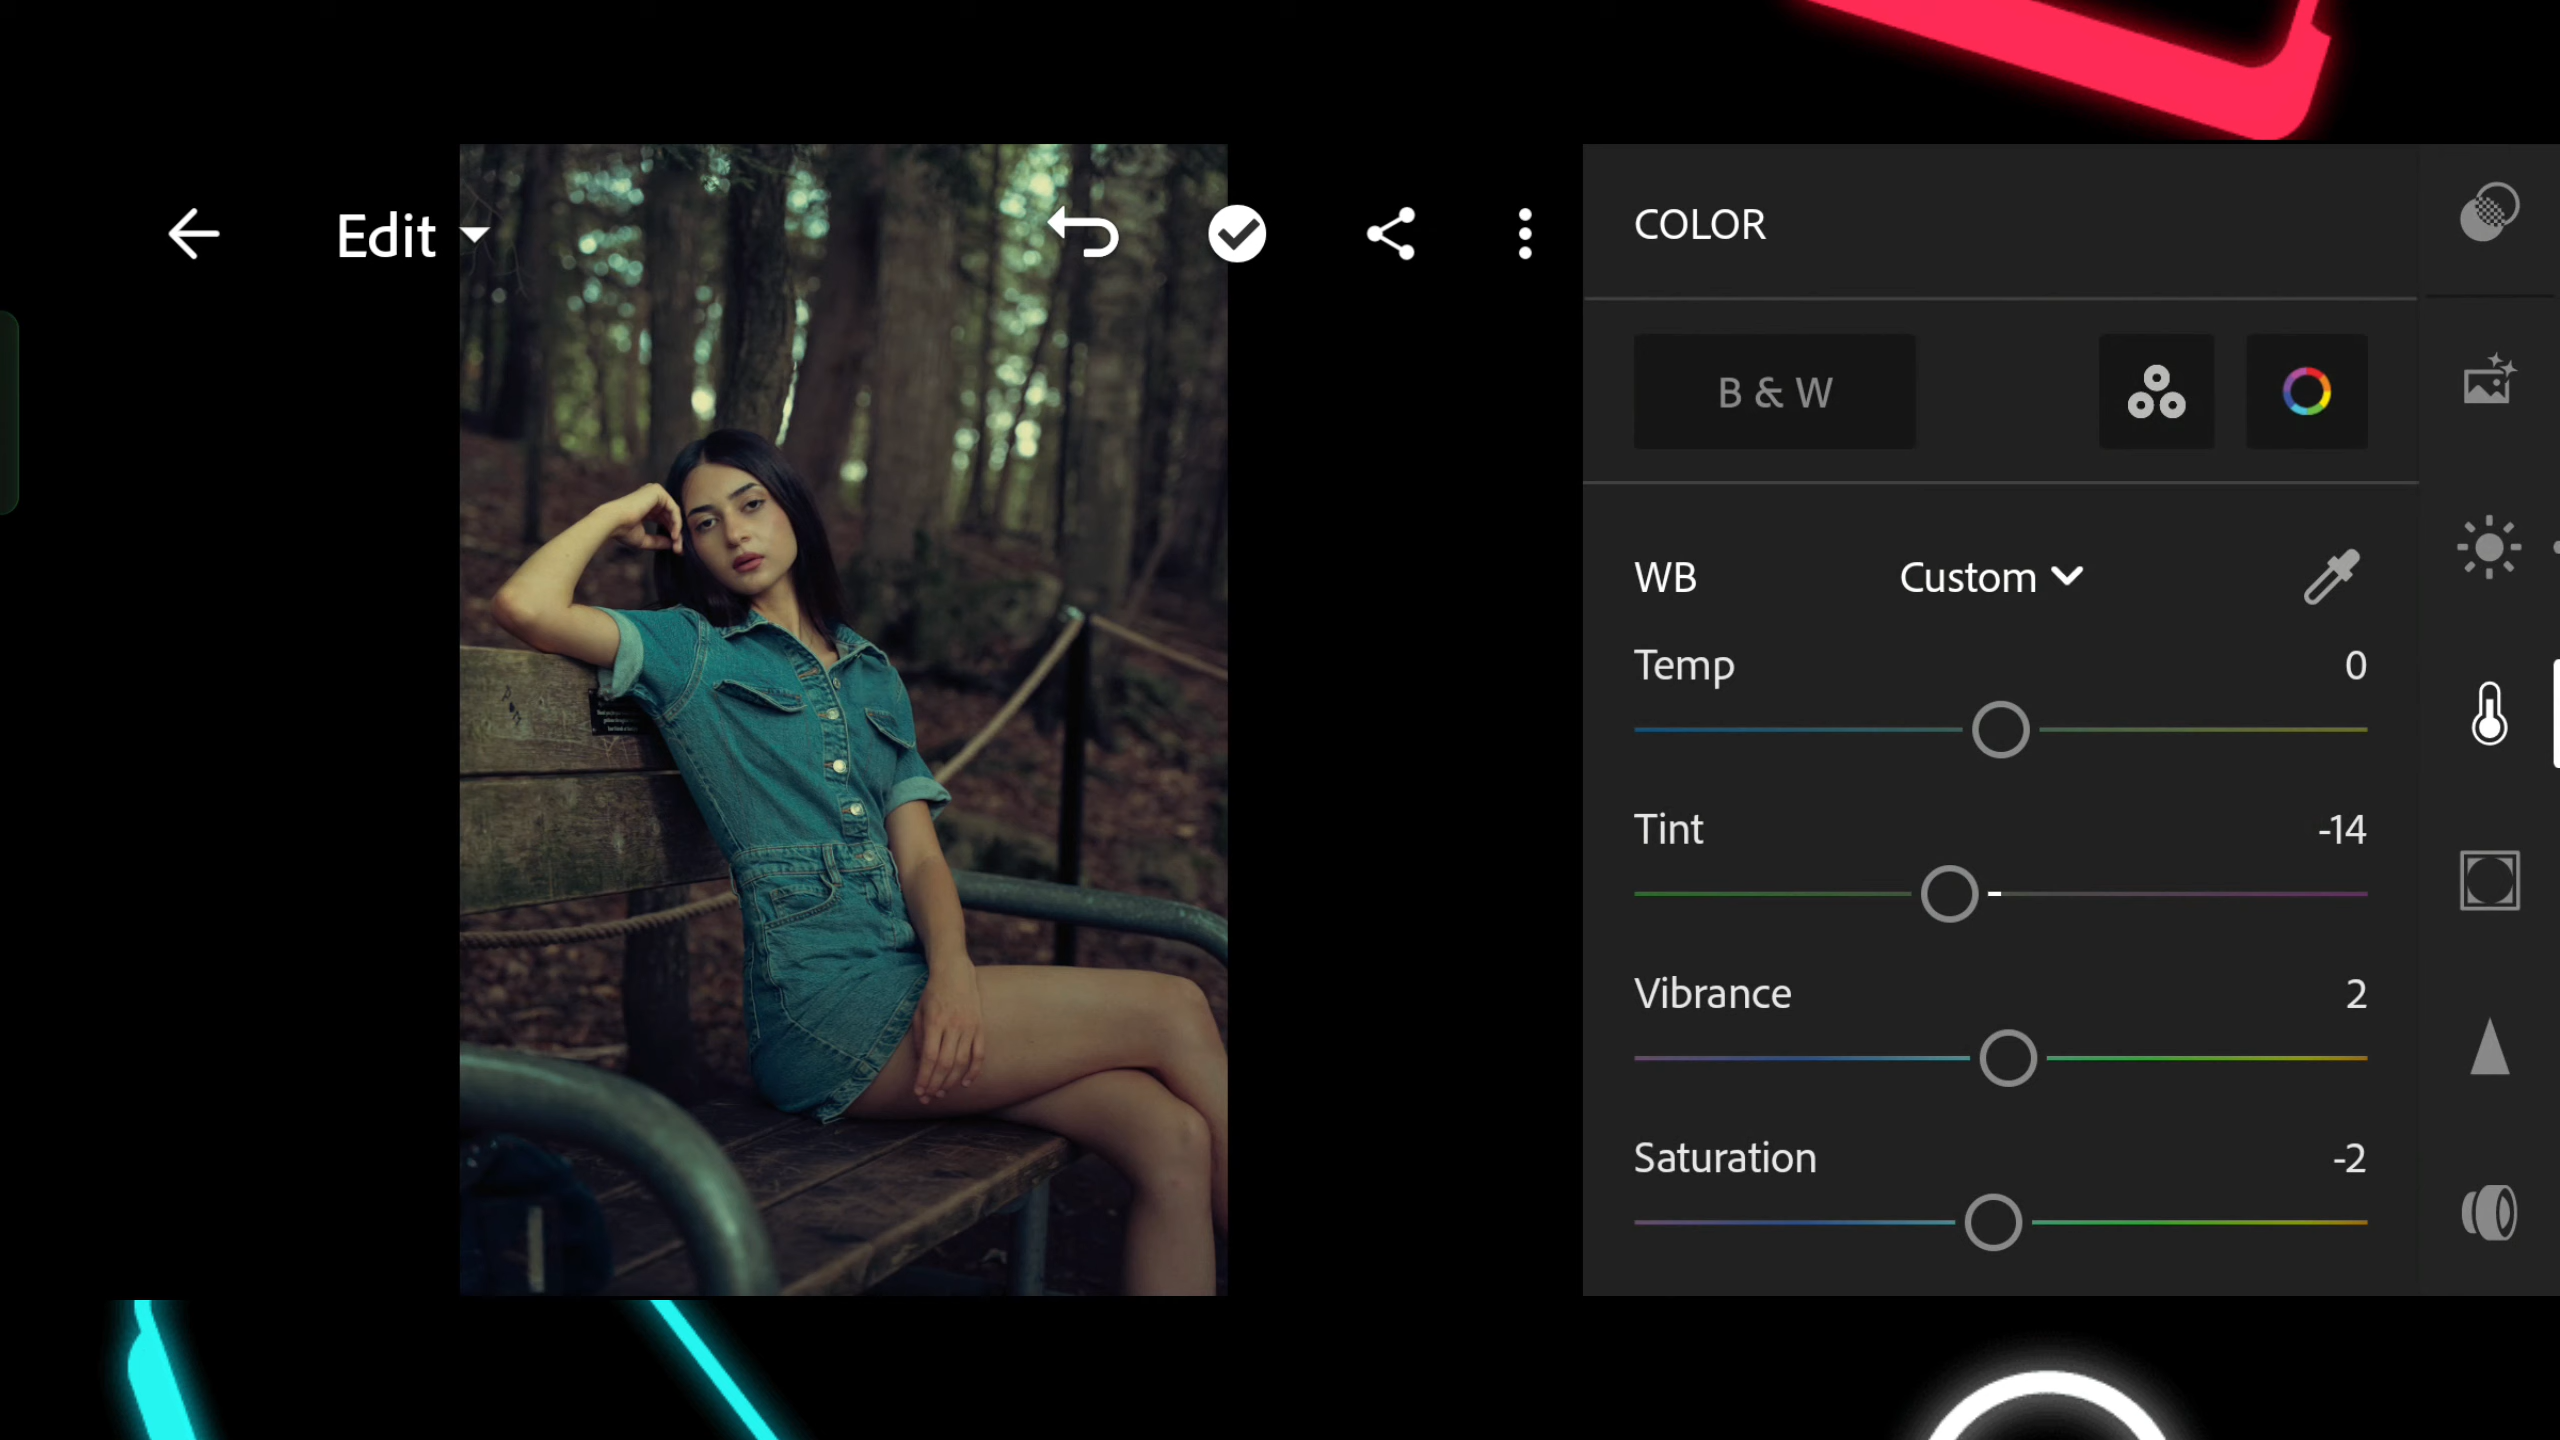 Edit
COLOR
B & W
WB Custom
Temp 0
Tint -14
Vibrance 2
Saturation -2